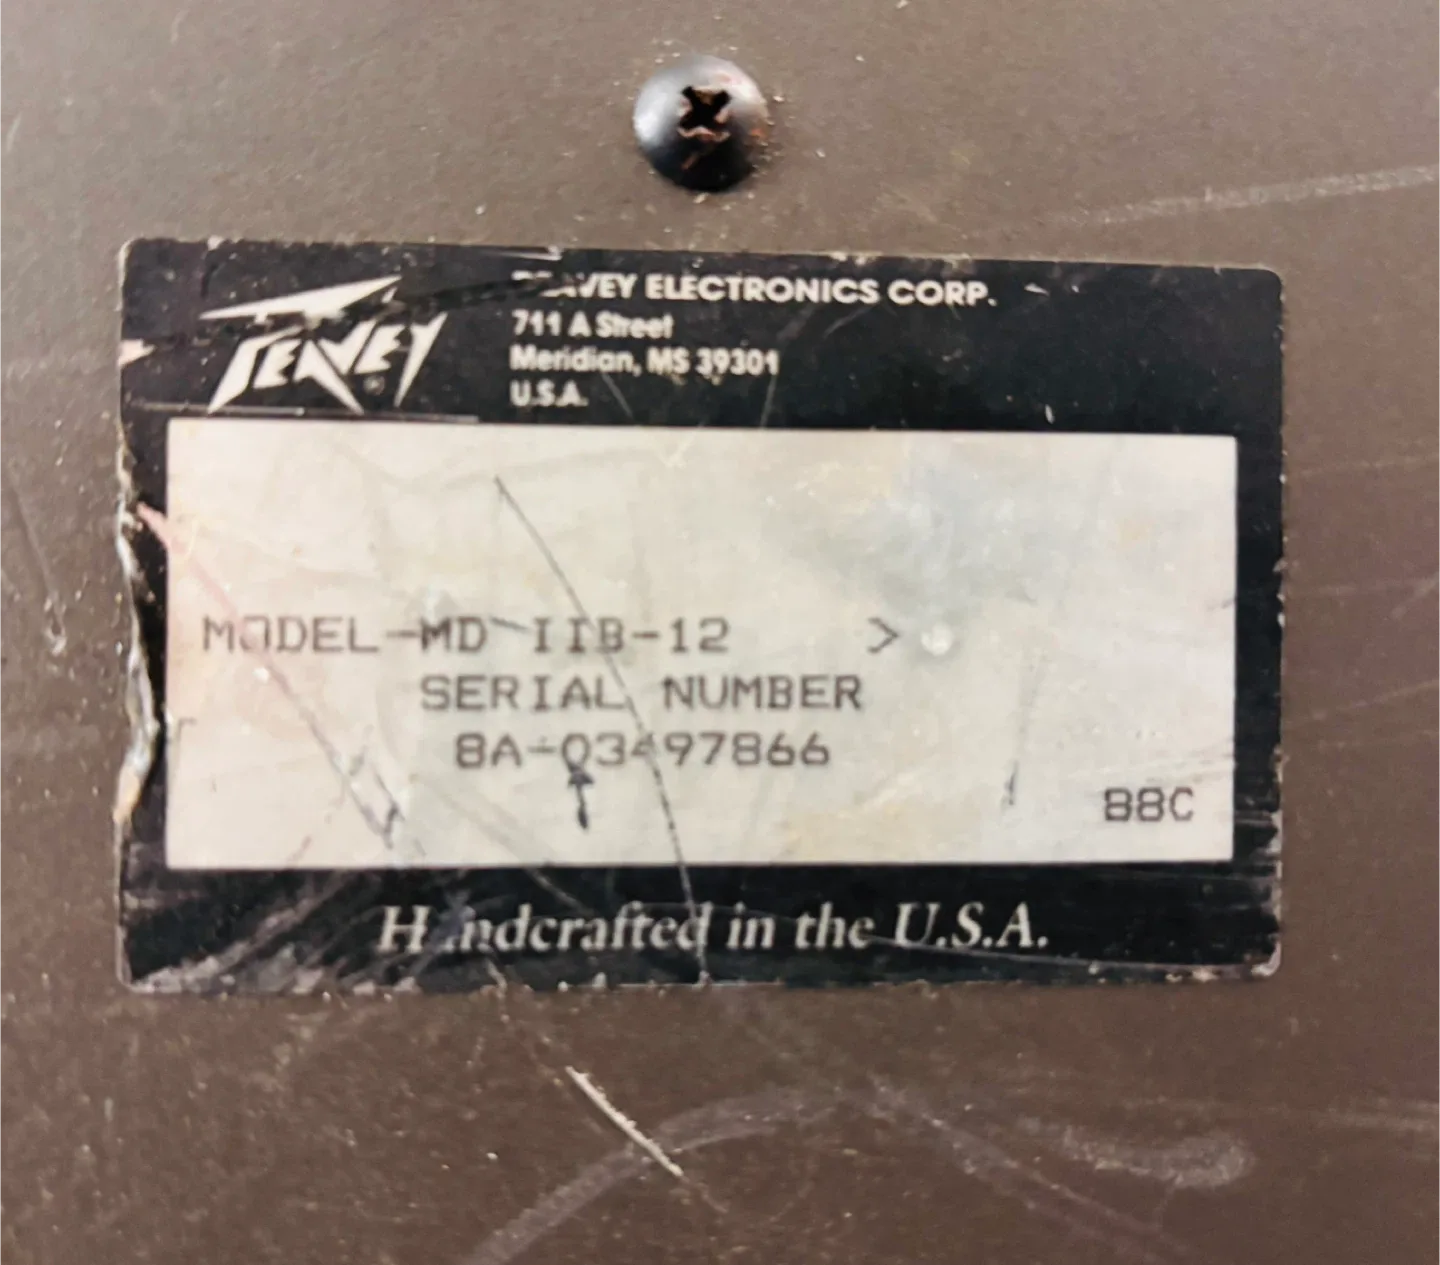 PEAVEY®
PEAVEY ELECTRONICS CORP.
711 A Street
Meridian, MS 39301
U.S.A.
MODEL-MD IIB-12 >
SERIAL NUMBER
8A-03497866
88C
Handcrafted in the U.S.A.